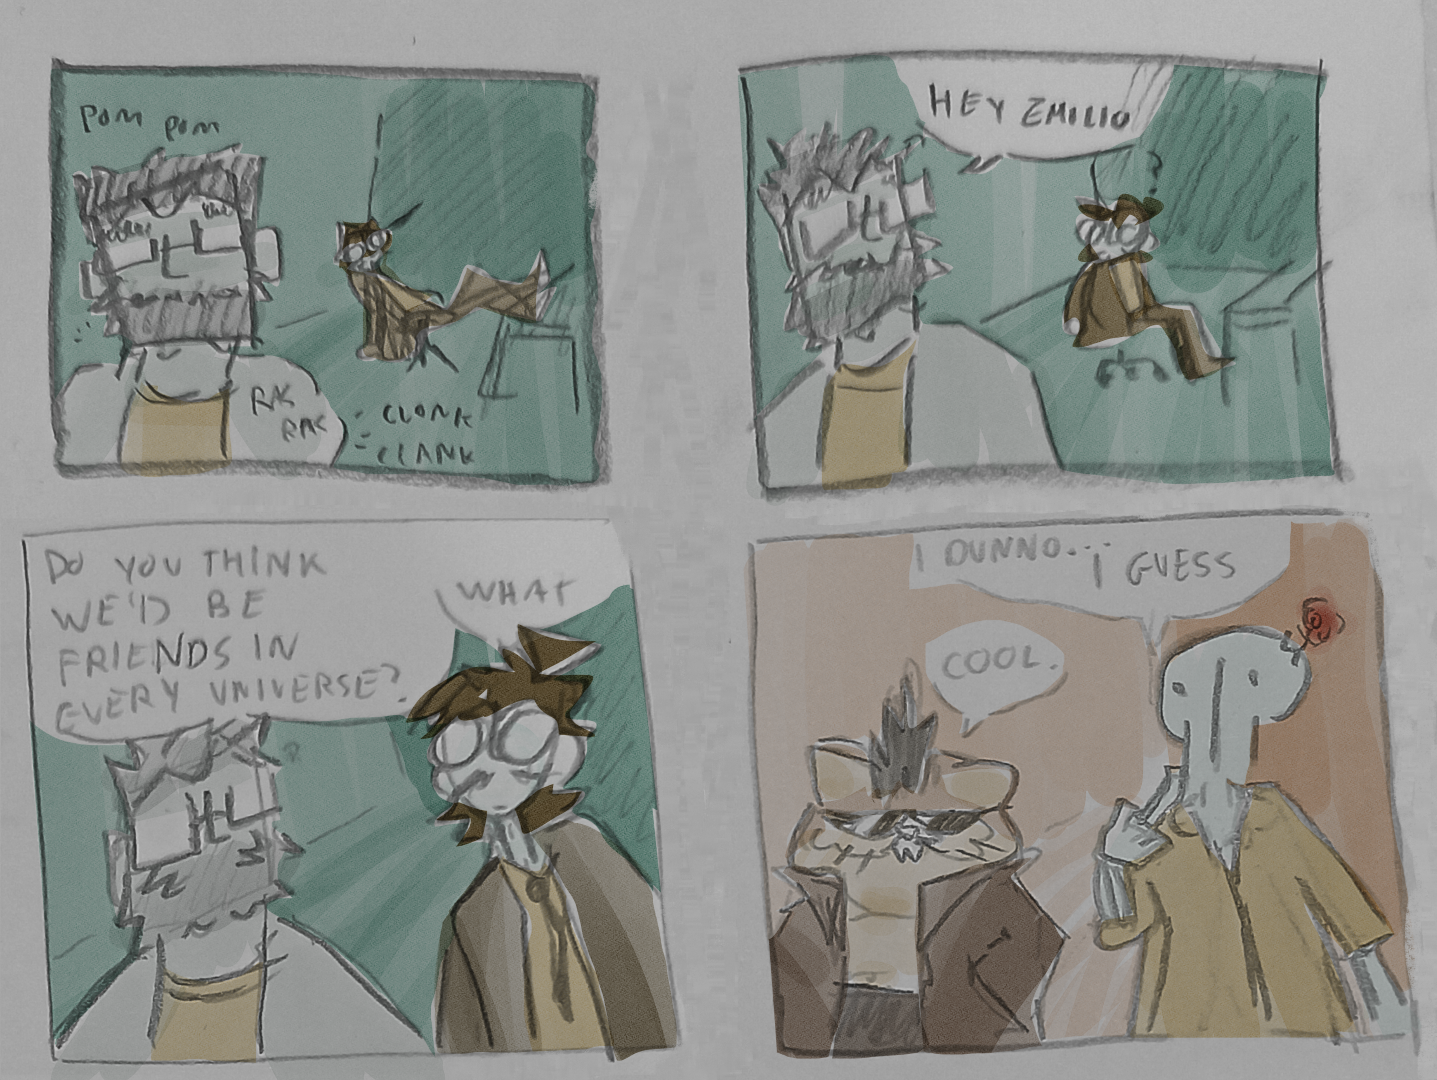 POM POM
RAK
RAK
CLONK
CLANK
HEY EMILIO
?
DO YOU THINK
WE'D BE
FRIENDS IN
EVERY UNIVERSE?
WHAT
?
I DUNNO... I GUESS
COOL.